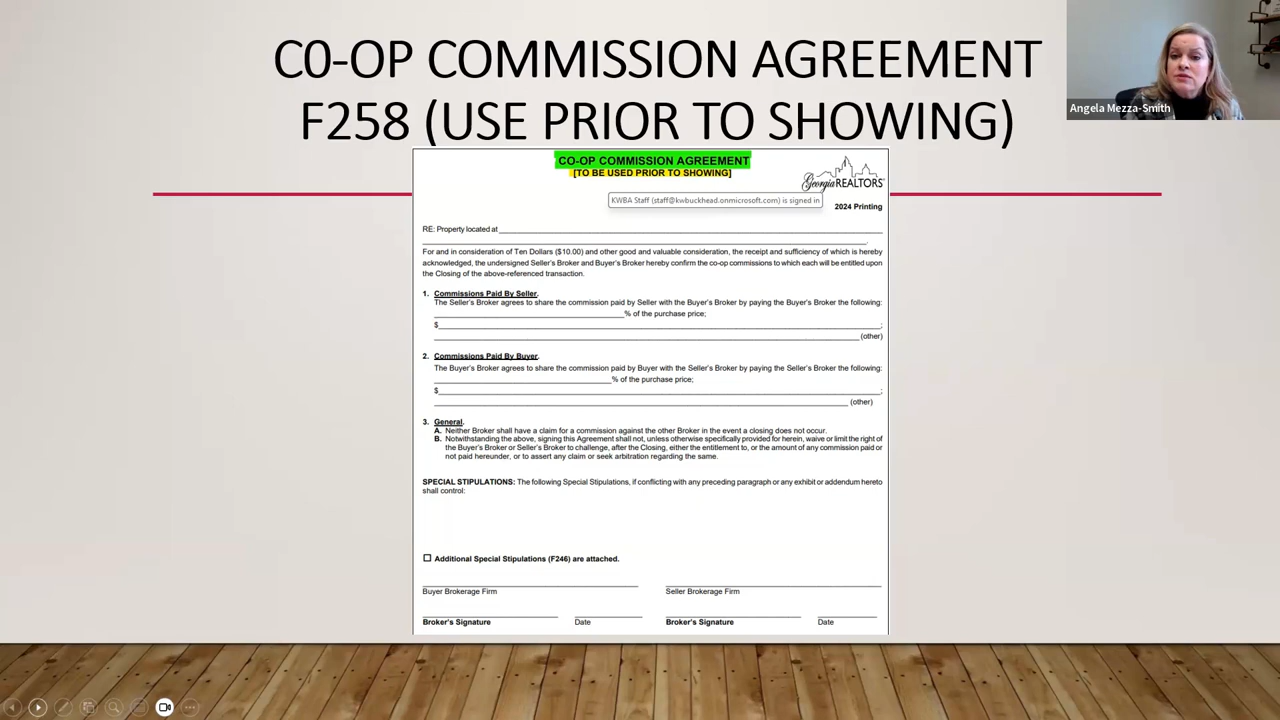 C0-OP COMMISSION AGREEMENT
F258 (USE PRIOR TO SHOWING)
Angela Mezza-Smith
CO-OP COMMISSION AGREEMENT
[TO BE USED PRIOR TO SHOWING]
Georgia REALTORS®
KWBA Staff (staff@kwbuckhead.onmicrosoft.com) is signed in
2024 Printing
RE: Property located at
For and in consideration of Ten Dollars ($10.00) and other good and valuable consideration, the receipt and sufficiency of which is hereby
acknowledged, the undersigned Seller's Broker and Buyer's Broker hereby confirm the co-op commissions to which each will be entitled upon
the Closing of the above-referenced transaction.
1. Commissions Paid By Seller.
The Seller's Broker agrees to share the commission paid by Seller with the Buyer's Broker by paying the Buyer's Broker the following:
% of the purchase price;
$ ;
(other)
2. Commissions Paid By Buyer.
The Buyer's Broker agrees to share the commission paid by Buyer with the Seller's Broker by paying the Seller's Broker the following:
% of the purchase price;
$ ;
(other)
3. General.
A. Neither Broker shall have a claim for a commission against the other Broker in the event a closing does not occur.
B. Notwithstanding the above, signing this Agreement shall not, unless otherwise specifically provided for herein, waive or limit the right of
the Buyer's Broker or Seller's Broker to challenge, after the Closing, either the entitlement to, or the amount of any commission paid or
not paid hereunder, or to assert any claim or seek arbitration regarding the same.
SPECIAL STIPULATIONS: The following Special Stipulations, if conflicting with any preceding paragraph or any exhibit or addendum hereto
shall control:
Additional Special Stipulations (F246) are attached.
Buyer Brokerage Firm Seller Brokerage Firm
Broker's Signature Date Broker's Signature Date